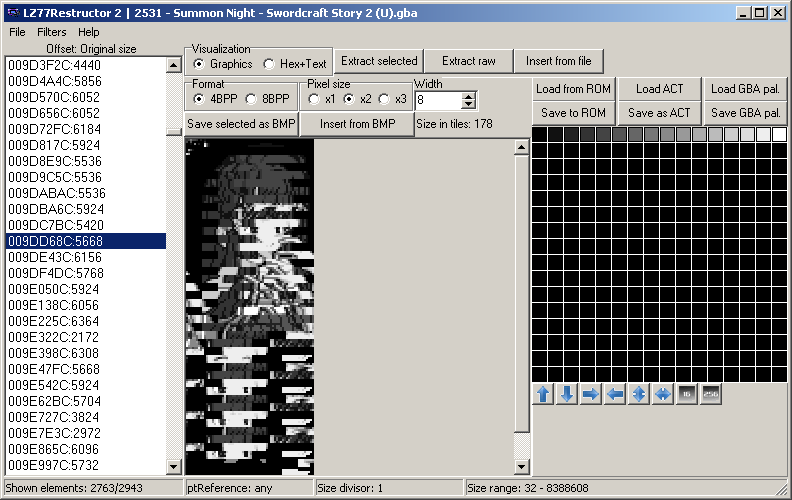 LZ77Restructor 2 | 2531 - Summon Night - Swordcraft Story 2 (U).gba
File Filters Help
Offset: Original size
009D3F2C:4440
009D4A4C:5856
009D570C:6052
009D656C:6052
009D72FC:6184
009D817C:5924
009D8E9C:5536
009D9C5C:5536
009DABAC:5536
009DBA6C:5924
009DC7BC:5420
009DD68C:5668
009DE43C:6156
009DF4DC:5768
009E050C:5924
009E138C:6056
009E225C:6364
009E322C:2172
009E398C:6308
009E47FC:5668
009E542C:5924
009E62BC:5704
009E727C:3824
009E7E3C:2972
009E865C:6096
009E997C:5732
Visualization
Graphics Hex+Text
Extract selected Extract raw Insert from file
Format
4BPP 8BPP
Pixel size
x1 x2 x3
Width
8
Save selected as BMP Insert from BMP Size in tiles: 178
Load from ROM Load ACT Load GBA pal.
Save to ROM Save as ACT Save GBA pal.
16 256
Shown elements: 2763/2943 ptReference: any Size divisor: 1 Size range: 32 - 8388608